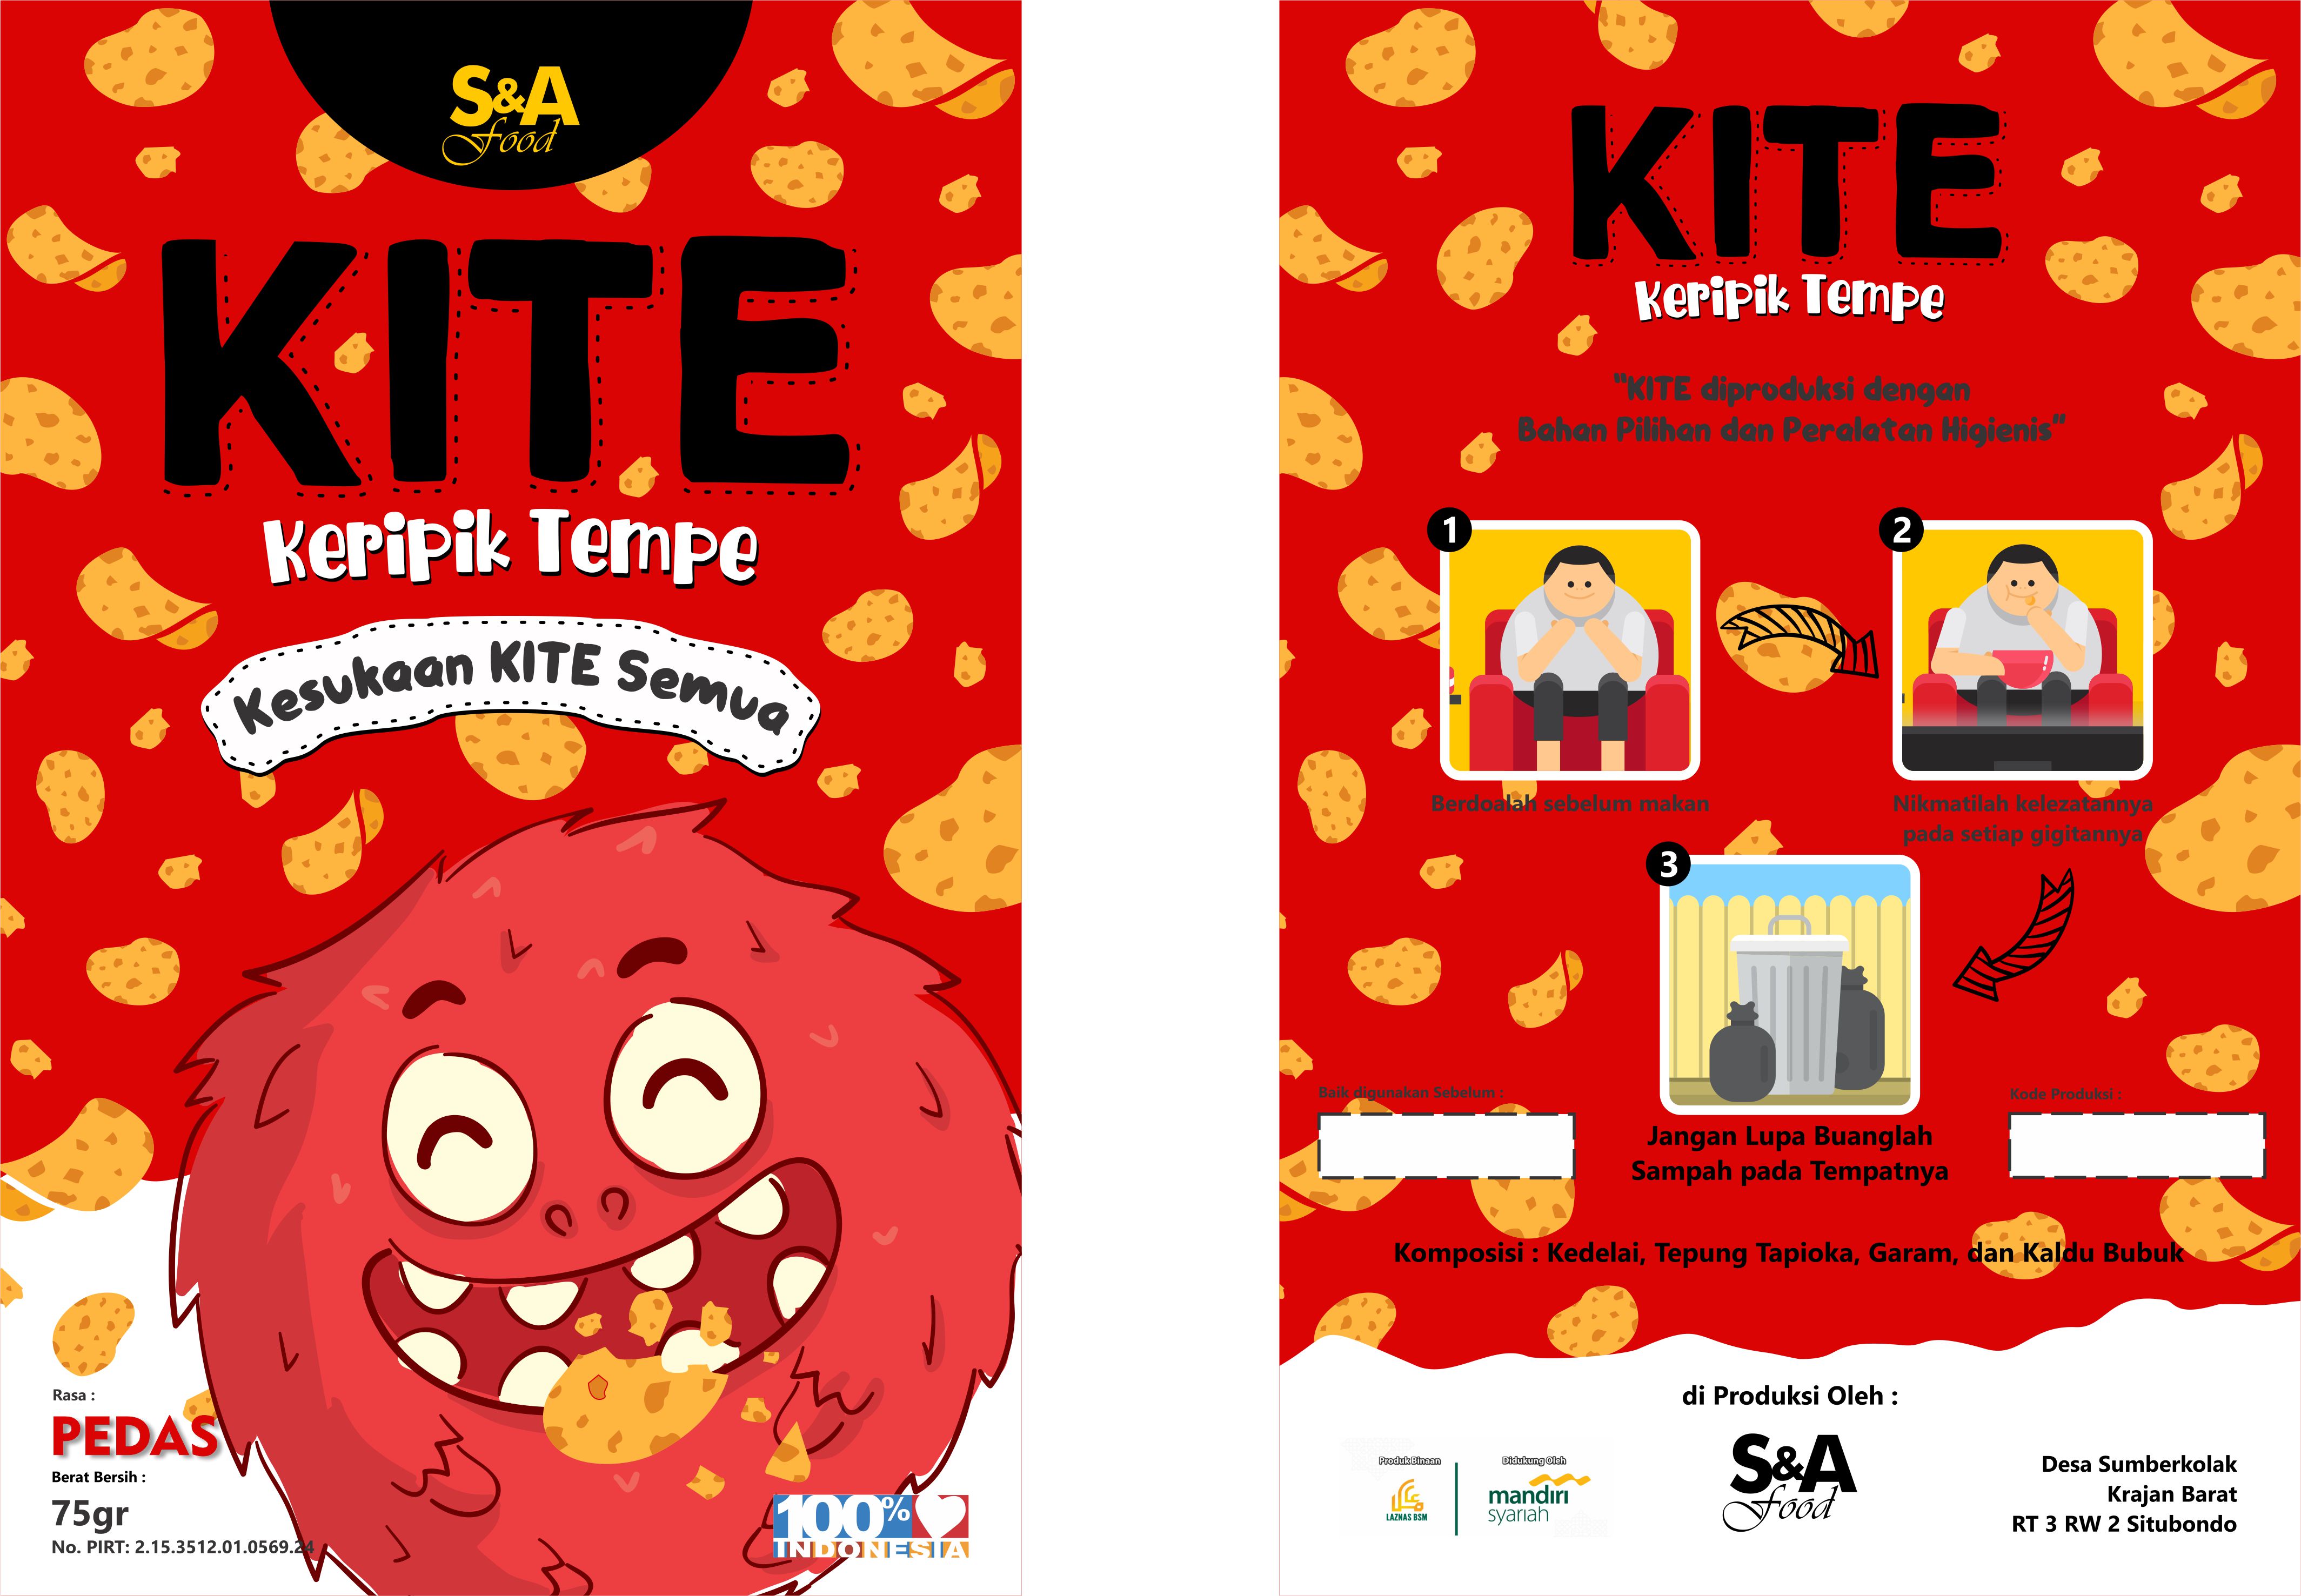 S&A
Food
KITE
Keripik Tempe
Kesukaan KITE Semua
Rasa :
PEDAS
Berat Bersih :
75gr
No. PIRT: 2.15.3512.01.0569.24
100%
INDONESIA
KITE
Keripik Tempe
"KITE diproduksi dengan
Bahan Pilihan dan Peralatan Higienis"
1
Berdoalah sebelum makan
2
Nikmatilah kelezatannya
pada setiap gigitannya
3
Jangan Lupa Buanglah
Sampah pada Tempatnya
Baik digunakan Sebelum :
Kode Produksi :
Komposisi : Kedelai, Tepung Tapioka, Garam, dan Kaldu Bubuk
di Produksi Oleh :
Produk Binaan
LAZNAS BSM
Didukung Oleh
mandiri
syariah
S&A
Food
Desa Sumberkolak
Krajan Barat
RT 3 RW 2 Situbondo